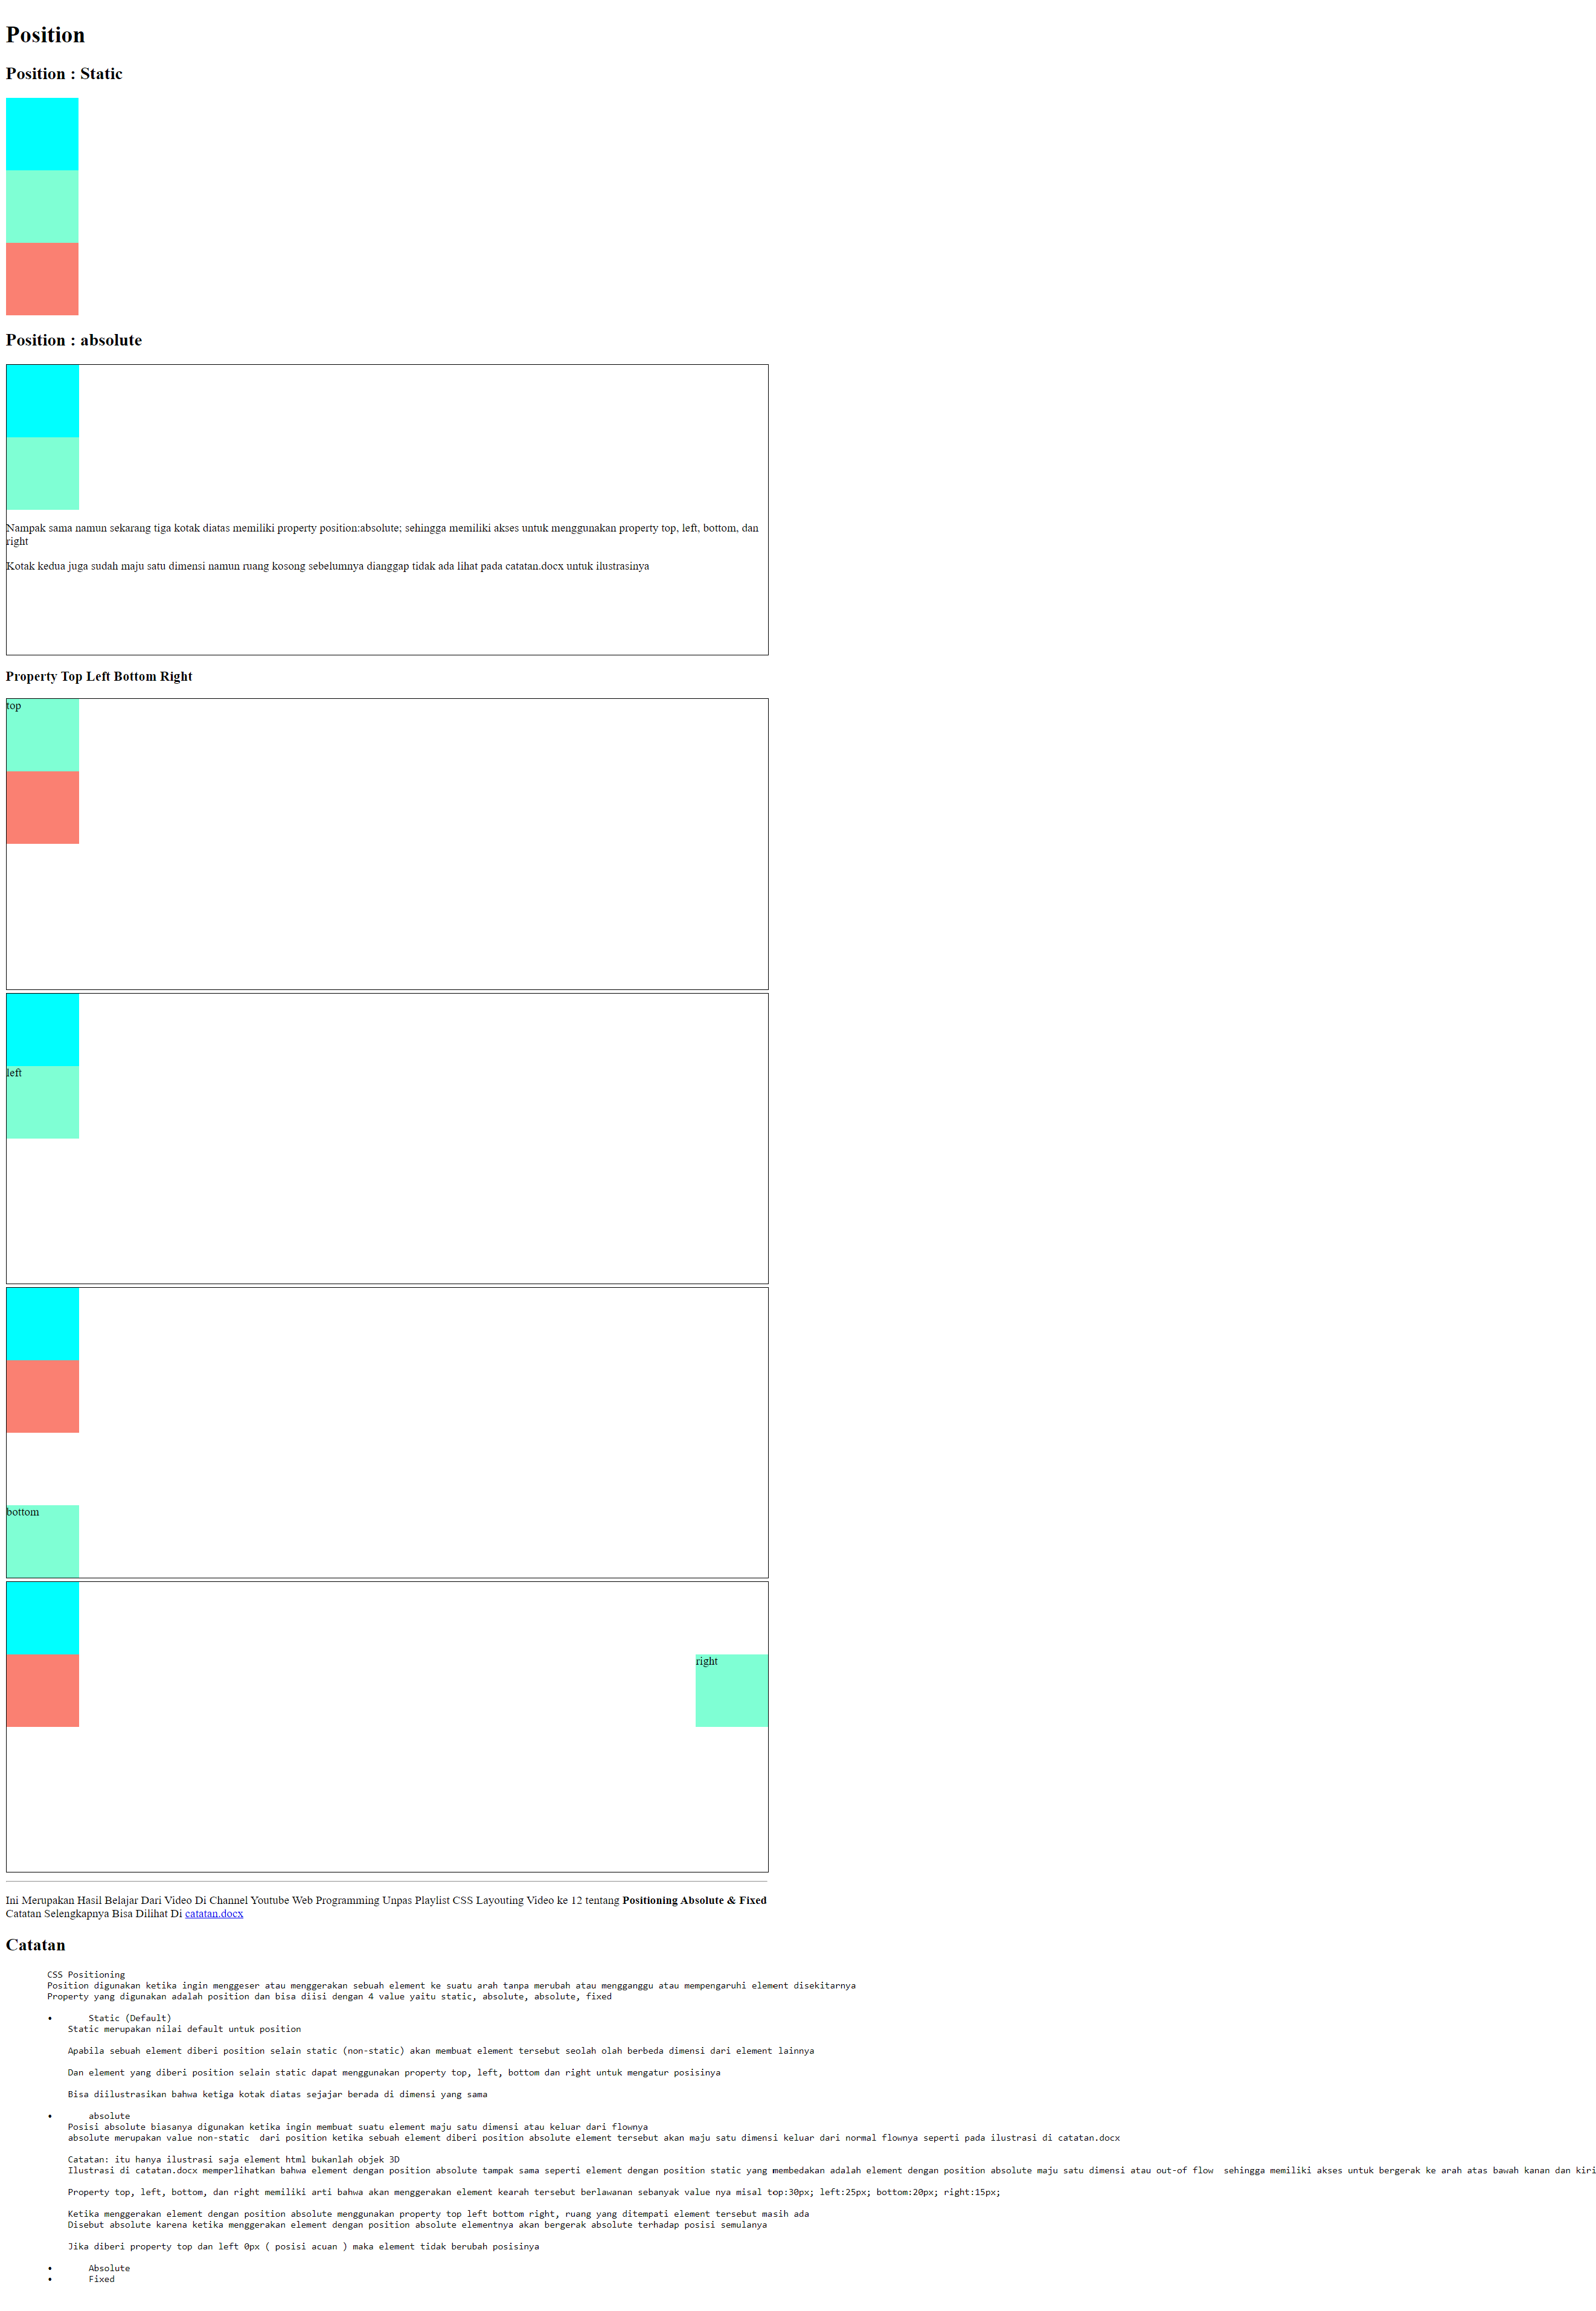 Position
Position : Static
Position : absolute
Nampak sama namun sekarang tiga kotak diatas memiliki property position:absolute; sehingga memiliki akses untuk menggunakan property top, left, bottom, dan
right
Kotak kedua juga sudah maju satu dimensi namun ruang kosong sebelumnya dianggap tidak ada lihat pada catatan.docx untuk ilustrasinya
Property Top Left Bottom Right
top
left
bottom
right
Ini Merupakan Hasil Belajar Dari Video Di Channel Youtube Web Programming Unpas Playlist CSS Layouting Video ke 12 tentang Positioning Absolute & Fixed
Catatan Selengkapnya Bisa Dilihat Di catatan.docx
Catatan
CSS Positioning
Position digunakan ketika ingin menggeser atau menggerakan sebuah element ke suatu arah tanpa merubah atau mengganggu atau mempengaruhi element disekitarnya
Property yang digunakan adalah position dan bisa diisi dengan 4 value yaitu static, absolute, absolute, fixed
• Static (Default)
Static merupakan nilai default untuk position
Apabila sebuah element diberi position selain static (non-static) akan membuat element tersebut seolah olah berbeda dimensi dari element lainnya
Dan element yang diberi position selain static dapat menggunakan property top, left, bottom dan right untuk mengatur posisinya
Bisa diilustrasikan bahwa ketiga kotak diatas sejajar berada di dimensi yang sama
• absolute
Posisi absolute biasanya digunakan ketika ingin membuat suatu element maju satu dimensi atau keluar dari flownya
absolute merupakan value non-static  dari position ketika sebuah element diberi position absolute element tersebut akan maju satu dimensi keluar dari normal flownya seperti pada ilustrasi di catatan.docx
Catatan: itu hanya ilustrasi saja element html bukanlah objek 3D
Ilustrasi di catatan.docx memperlihatkan bahwa element dengan position absolute tampak sama seperti element dengan position static yang membedakan adalah element dengan position absolute maju satu dimensi atau out-of flow  sehingga memiliki akses untuk bergerak ke arah atas bawah kanan dan kiri
Property top, left, bottom, dan right memiliki arti bahwa akan menggerakan element kearah tersebut berlawanan sebanyak value nya misal top:30px; left:25px; bottom:20px; right:15px;
Ketika menggerakan element dengan position absolute menggunakan property top left bottom right, ruang yang ditempati element tersebut masih ada
Disebut absolute karena ketika menggerakan element dengan position absolute elementnya akan bergerak absolute terhadap posisi semulanya
Jika diberi property top dan left 0px ( posisi acuan ) maka element tidak berubah posisinya
• Absolute
• Fixed